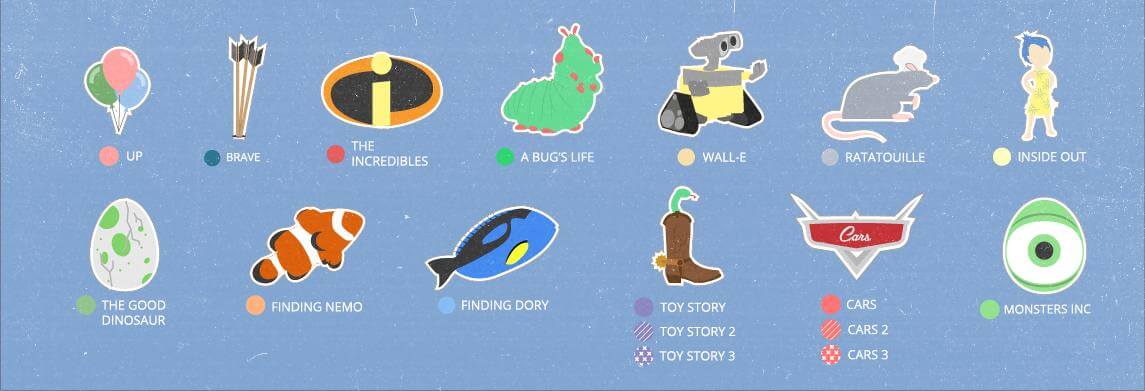 UP
BRAVE
THE
INCREDIBLES
A BUG'S LIFE
WALL-E
RATATOUILLE
INSIDE OUT
THE GOOD
DINOSAUR
FINDING NEMO
FINDING DORY
TOY STORY
TOY STORY 2
TOY STORY 3
Cars
CARS
CARS 2
CARS 3
MONSTERS INC